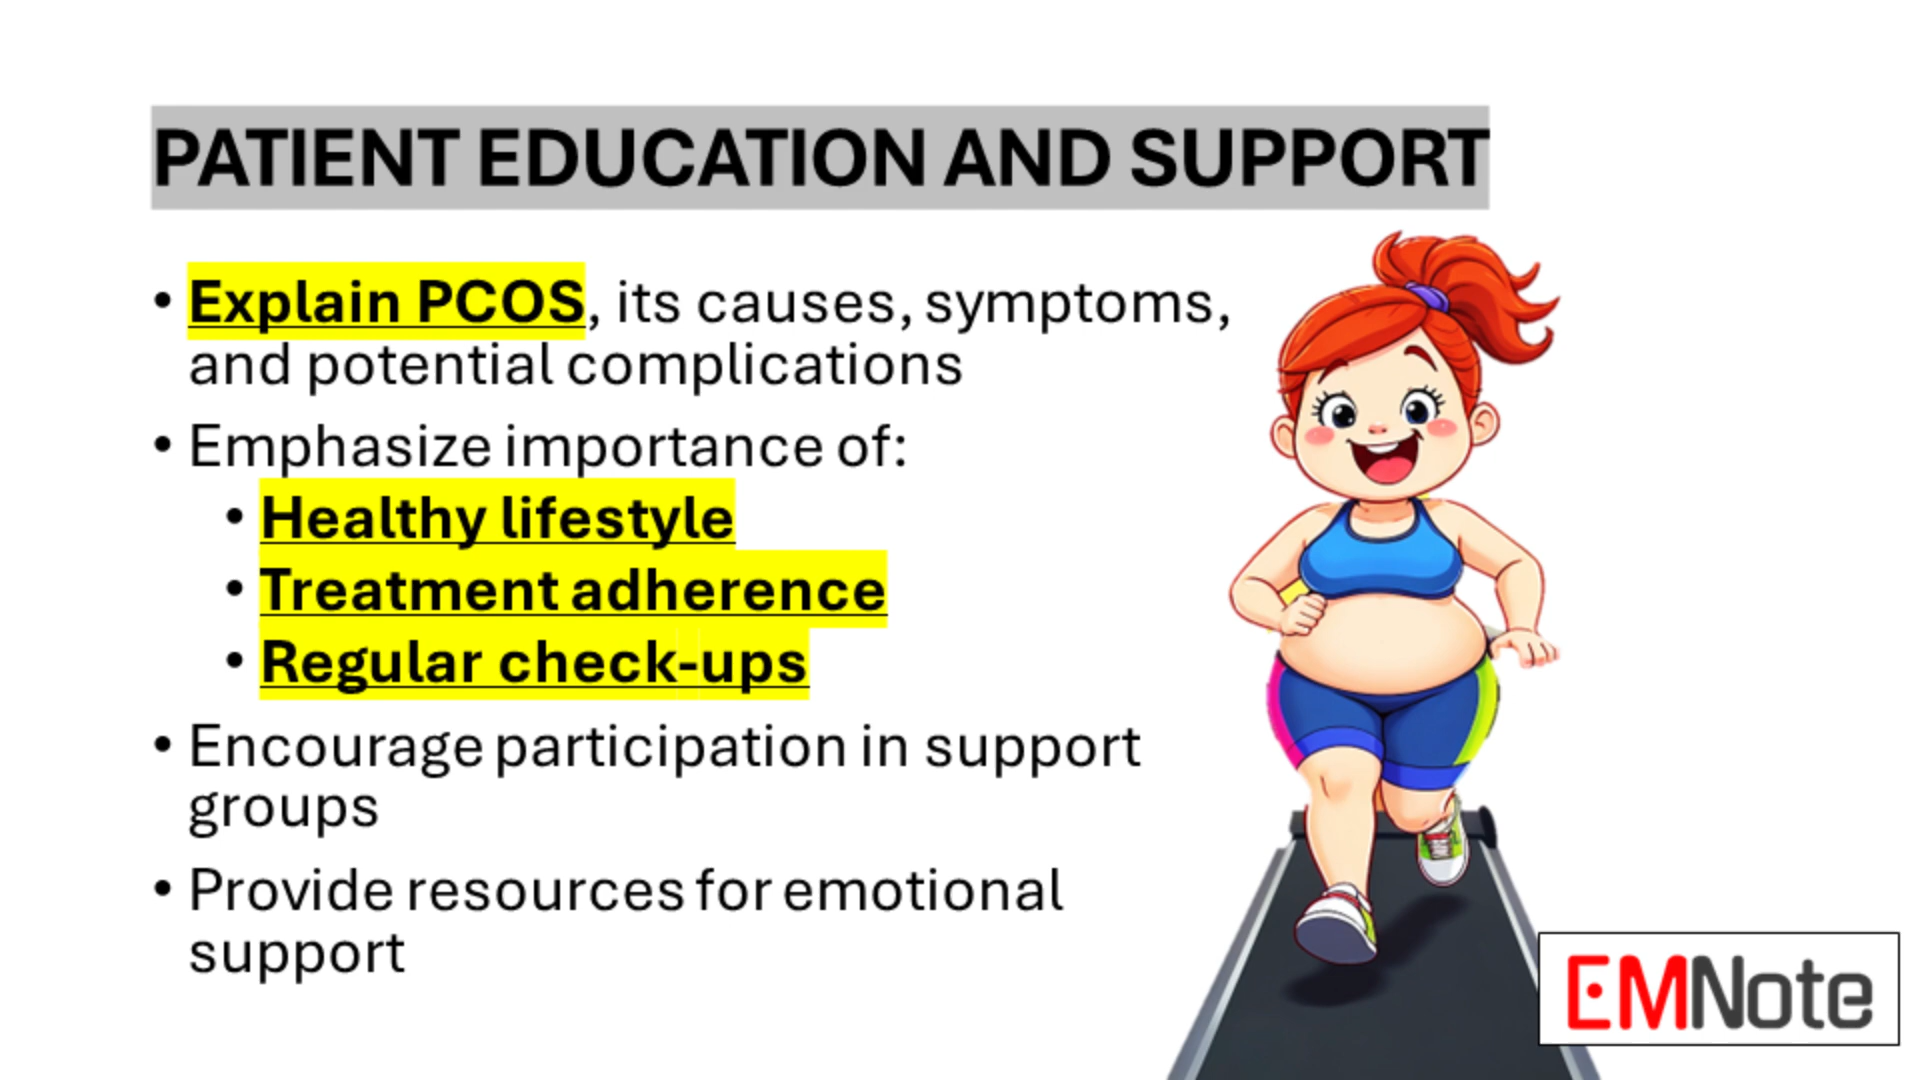 PATIENT EDUCATION AND SUPPORT
• Explain PCOS, its causes, symptoms,
and potential complications
• Emphasize importance of:
• Healthy lifestyle
• Treatment adherence
• Regular check-ups
• Encourage participation in support
groups
• Provide resources for emotional
support
EMNote